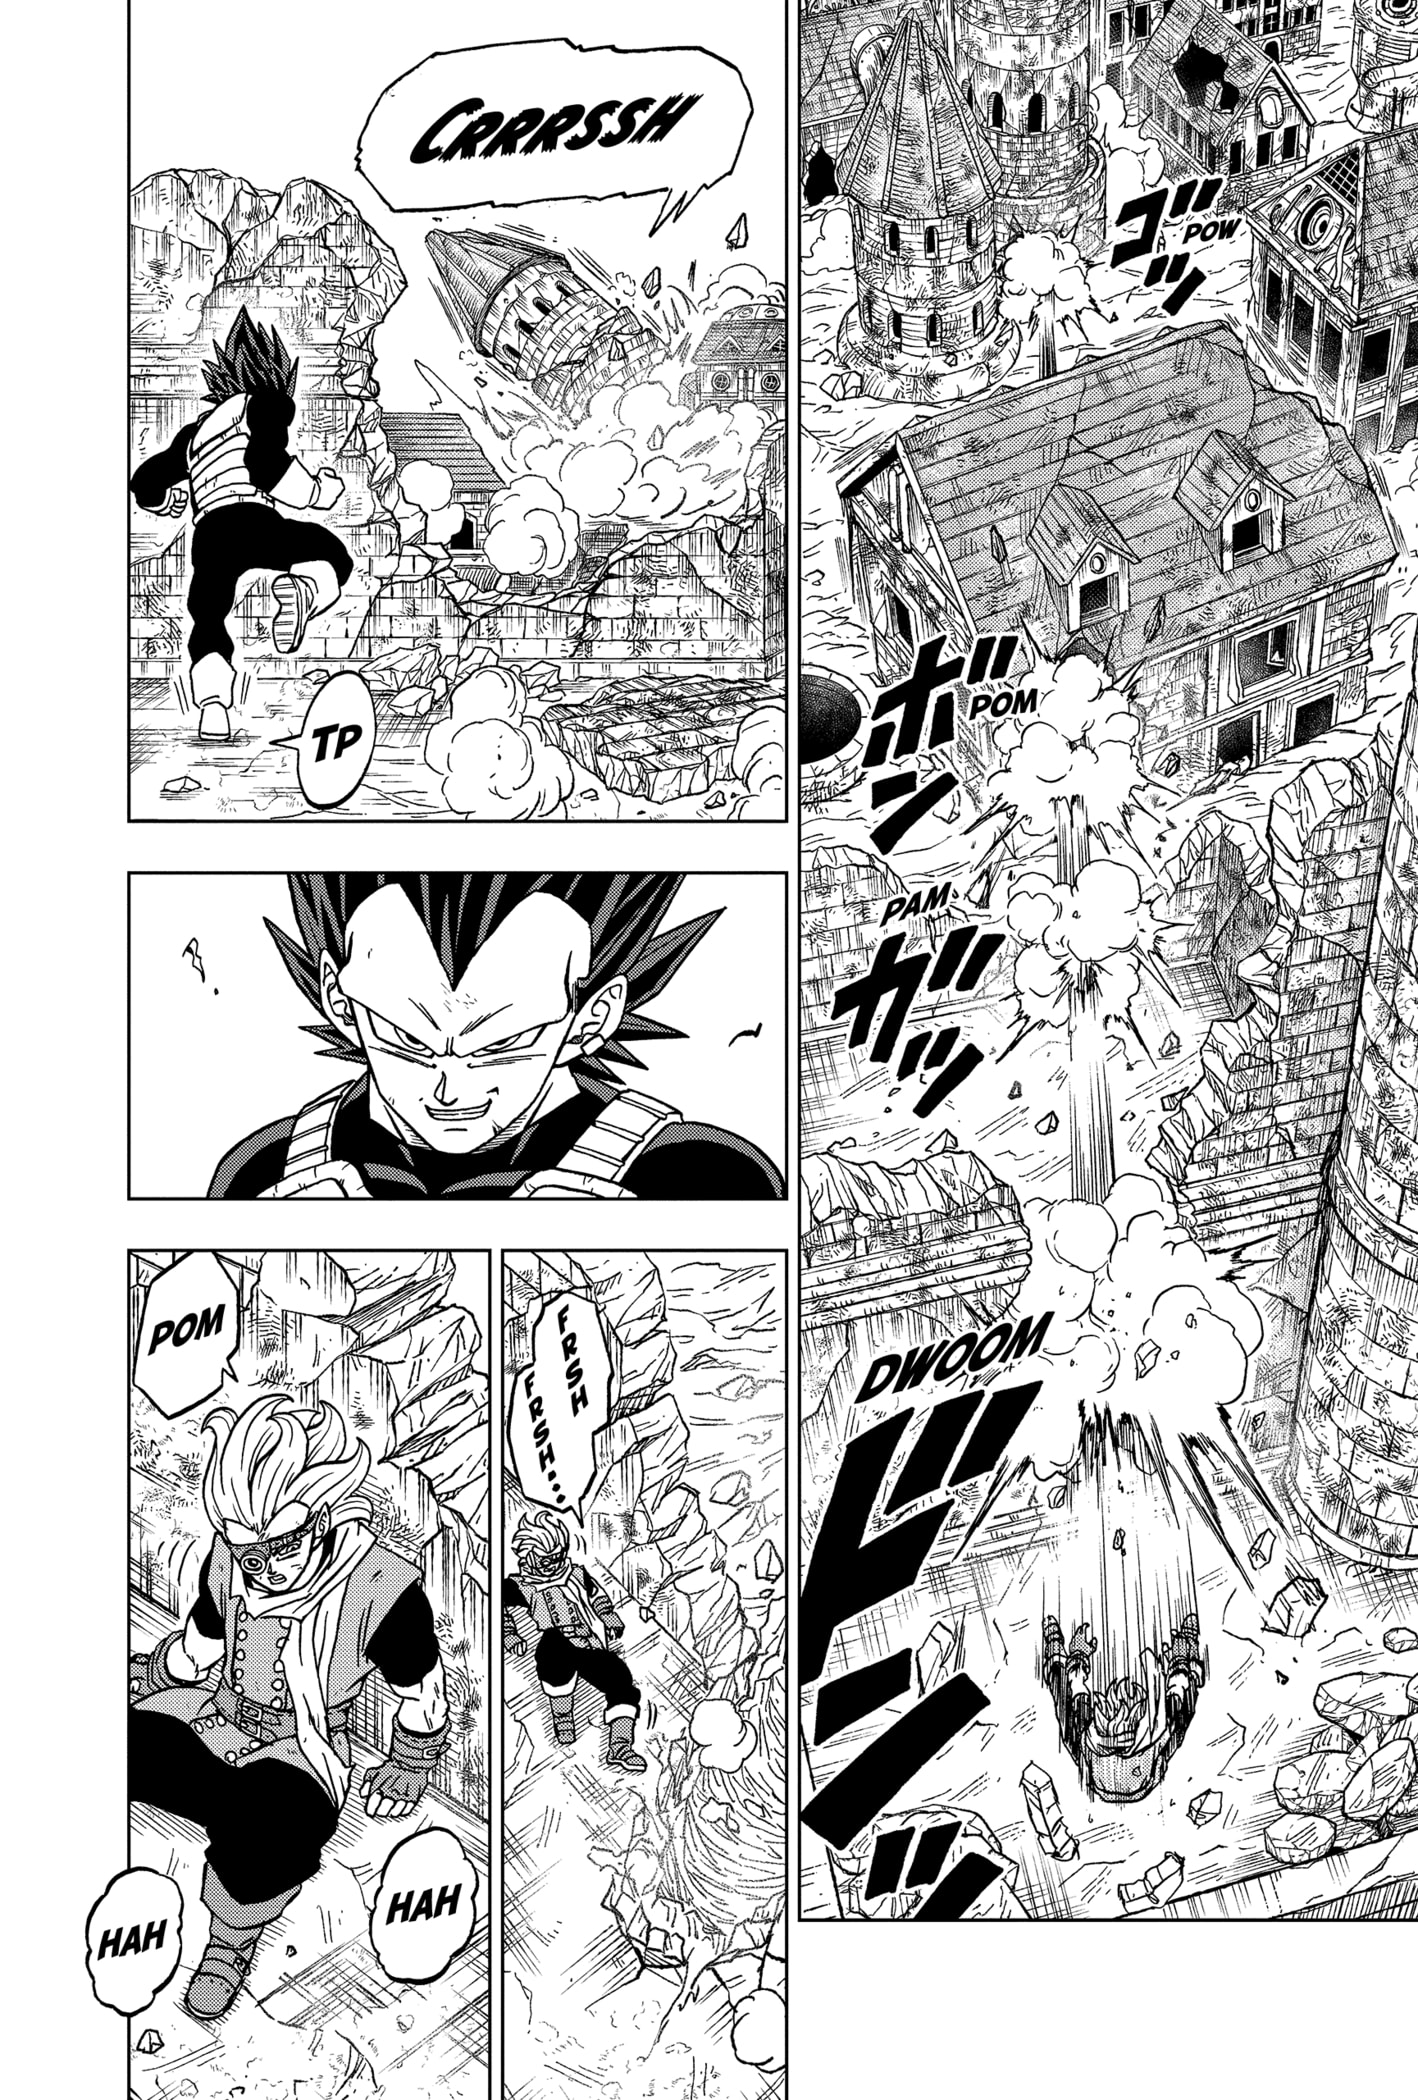 ゴッ
POW
POM
ボン
PAM
ガッ
DWOOM
ドン
CRRRSSH
TP
FRSH
FRSH...
POM
HAH
HAH